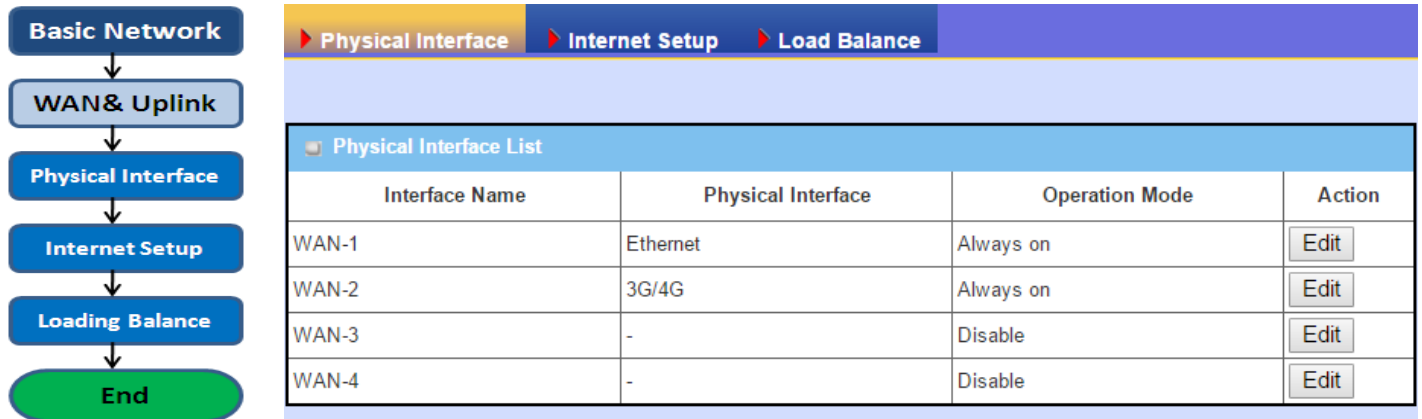 Basic Network
WAN& Uplink
Physical Interface
Internet Setup
Loading Balance
End
Physical Interface Internet Setup Load Balance
Physical Interface List
Interface Name Physical Interface Operation Mode Action
WAN-1 Ethernet Always on Edit
WAN-2 3G/4G Always on Edit
WAN-3 - Disable Edit
WAN-4 - Disable Edit